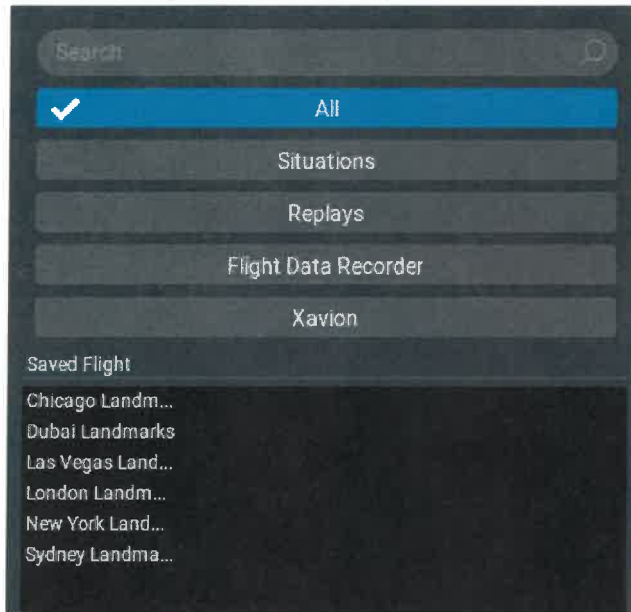 Search
All
Situations
Replays
Flight Data Recorder
Xavion
Saved Flight
Chicago Landm...
Dubai Landmarks
Las Vegas Land...
London Landm...
New York Land...
Sydney Landma...